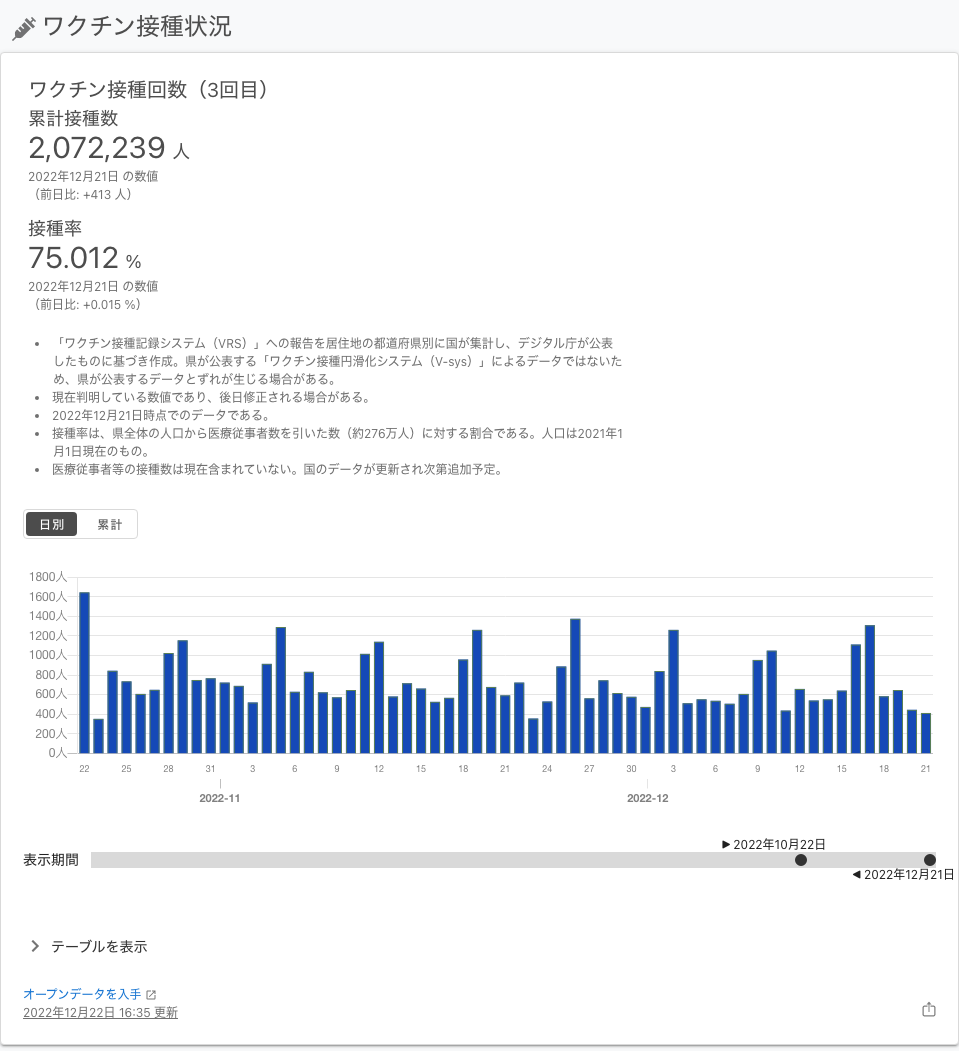 ワクチン接種状況
ワクチン接種回数（3回目）
累計接種数
2,072,239 人
2022年12月21日 の数値
（前日比: +413 人）
接種率
75.012 %
2022年12月21日 の数値
（前日比: +0.015 %）
• 「ワクチン接種記録システム（VRS）」への報告を居住地の都道府県別に国が集計し、デジタル庁が公表
したものに基づき作成。県が公表する「ワクチン接種円滑化システム（V-sys）」によるデータではないた
め、県が公表するデータとずれが生じる場合がある。
• 現在判明している数値であり、後日修正される場合がある。
• 2022年12月21日時点でのデータである。
• 接種率は、県全体の人口から医療従事者数を引いた数（約276万人）に対する割合である。人口は2021年1
月1日現在のもの。
• 医療従事者等の接種数は現在含まれていない。国のデータが更新され次第追加予定。
日別 累計
1800人
1600人
1400人
1200人
1000人
800人
600人
400人
200人
0人
22 25 28 31 3 6 9 12 15 18 21 24 27 30 3 6 9 12 15 18 21
2022-11 2022-12
▶ 2022年10月22日
表示期間
◀ 2022年12月21日
テーブルを表示
オープンデータを入手
2022年12月22日 16:35 更新